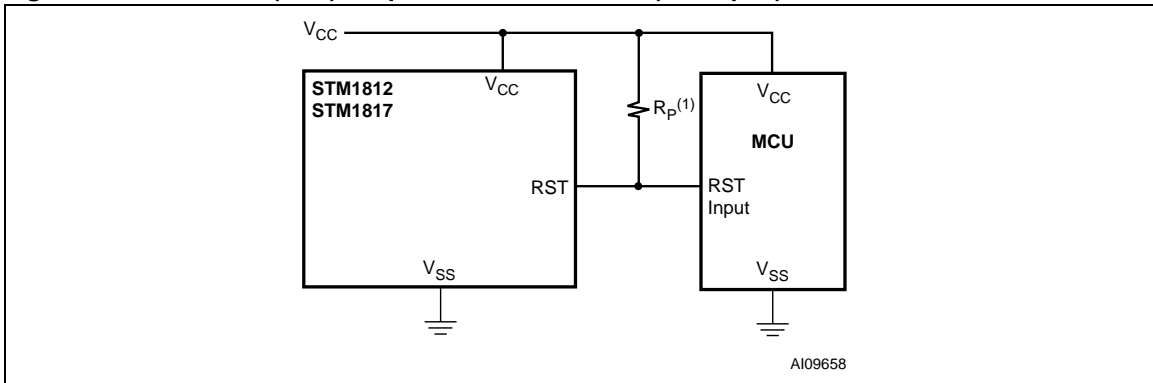 V_CC
STM1812
STM1817
V_CC
R_P^(1)
V_CC
MCU
RST
RST
Input
V_SS
V_SS
AI09658